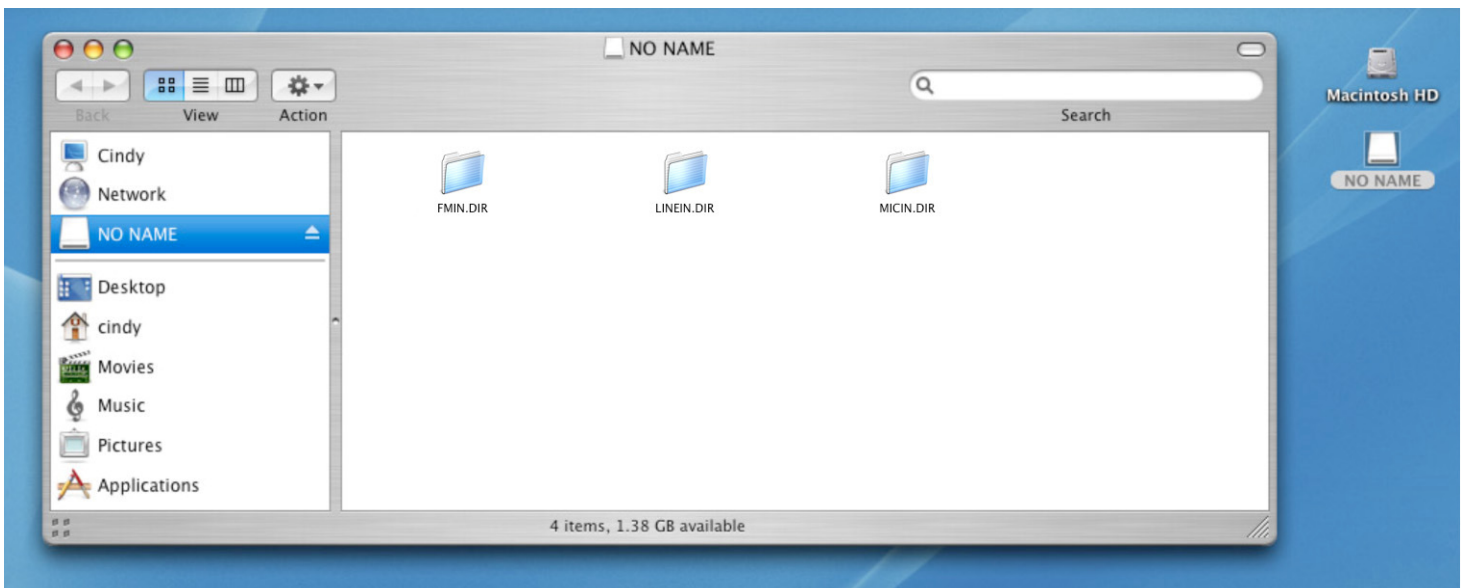 NO NAME
Back
View
Action
Search
Cindy
Network
NO NAME
Desktop
cindy
Movies
Music
Pictures
Applications
FMIN.DIR
LINEIN.DIR
MICIN.DIR
4 items, 1.38 GB available
Macintosh HD
NO NAME